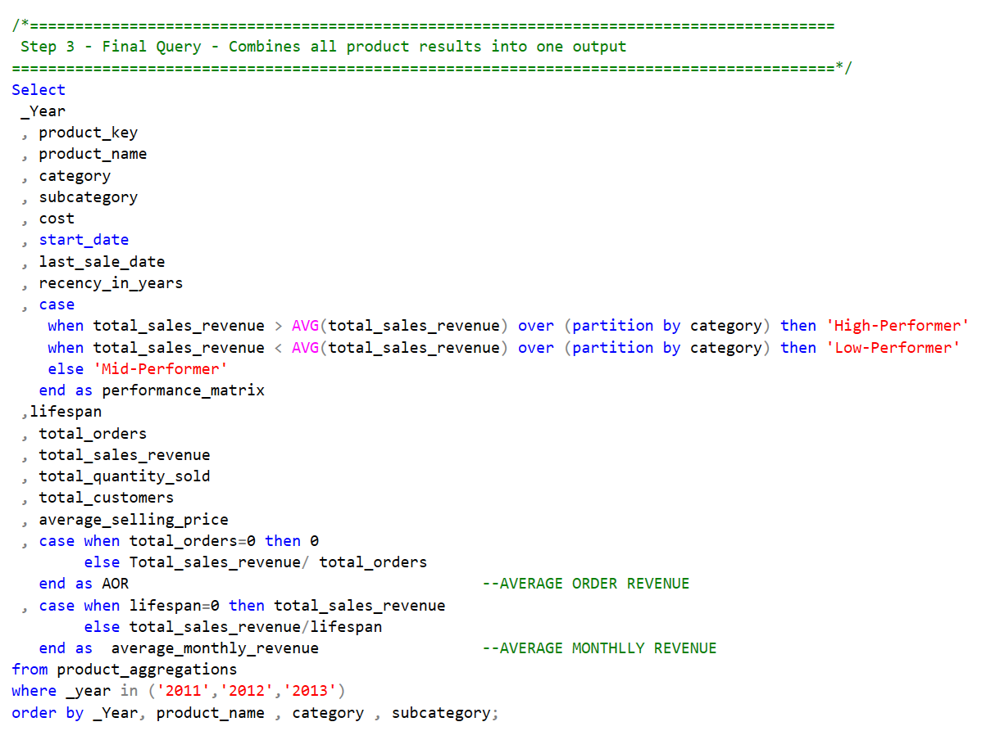 /*=========================================================================================
 Step 3 - Final Query - Combines all product results into one output
===========================================================================================*/
Select
 _Year
 , product_key
 , product_name
 , category
 , subcategory
 , cost
 , start_date
 , last_sale_date
 , recency_in_years
 , case
    when total_sales_revenue > AVG(total_sales_revenue) over (partition by category) then 'High-Performer'
    when total_sales_revenue < AVG(total_sales_revenue) over (partition by category) then 'Low-Performer'
    else 'Mid-Performer'
   end as performance_matrix
 ,lifespan
 , total_orders
 , total_sales_revenue
 , total_quantity_sold
 , total_customers
 , average_selling_price
 , case when total_orders=0 then 0
        else Total_sales_revenue/ total_orders
   end as AOR                                       --AVERAGE ORDER REVENUE
 , case when lifespan=0 then total_sales_revenue
        else total_sales_revenue/lifespan
   end as  average_monthly_revenue                  --AVERAGE MONTHLLY REVENUE
from product_aggregations
where _year in ('2011','2012','2013')
order by _Year, product_name , category , subcategory;